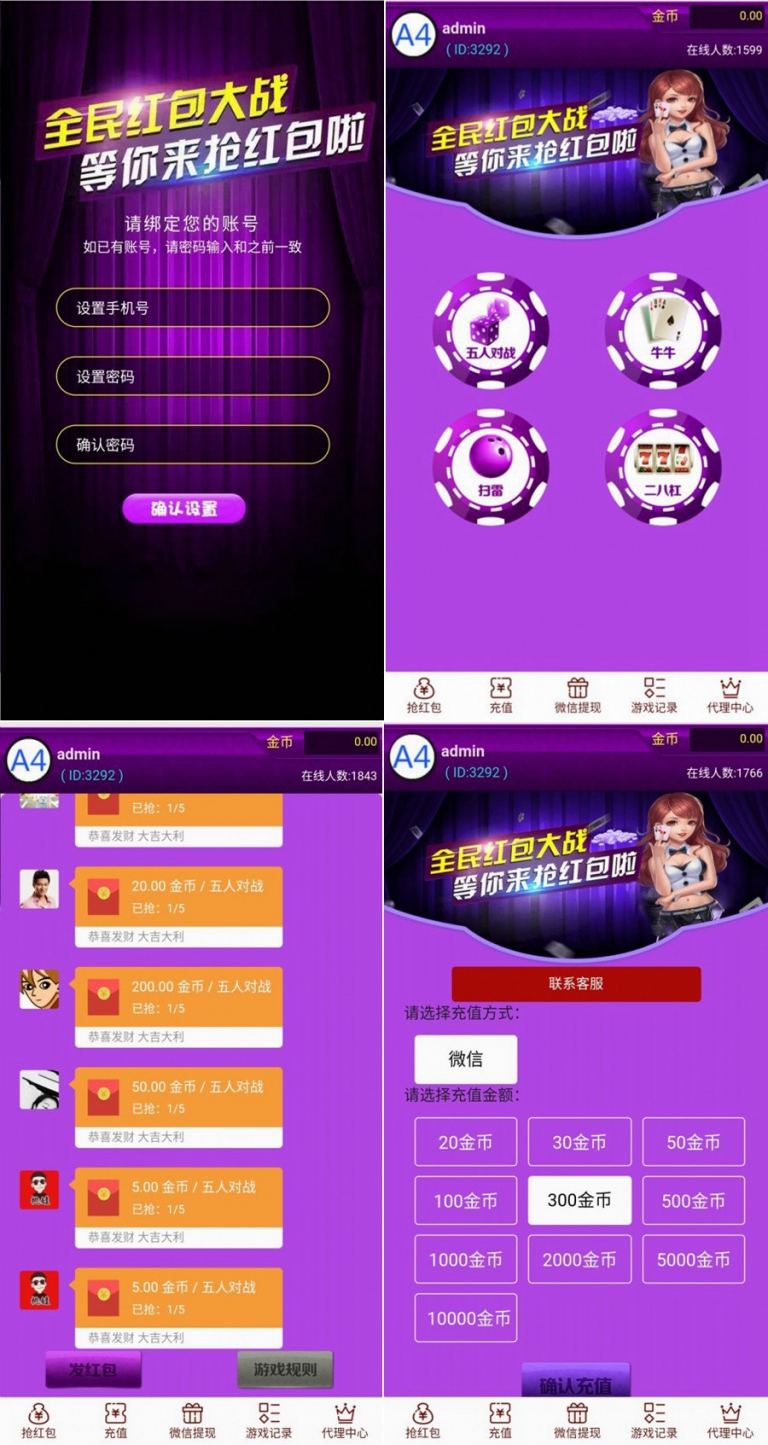 全民红包大战
等你来抢红包啦
请绑定您的账号
如已有账号，请密码输入和之前一致
设置手机号
设置密码
确认密码
确认设置
A4
admin
( ID:3292 )
金币
0.00
在线人数:1599
全民红包大战
等你来抢红包啦
五人对战
牛牛
扫雷
777
二八杠
抢红包
充值
微信提现
游戏记录
代理中心
A4
admin
( ID:3292 )
金币
0.00
在线人数:1843
已抢：1/5
恭喜发财 大吉大利
20.00 金币 / 五人对战
已抢：1/5
恭喜发财 大吉大利
200.00 金币 / 五人对战
已抢：1/5
恭喜发财 大吉大利
50.00 金币 / 五人对战
已抢：1/5
恭喜发财 大吉大利
5.00 金币 / 五人对战
已抢：1/5
恭喜发财 大吉大利
5.00 金币 / 五人对战
已抢：1/5
恭喜发财 大吉大利
发红包
游戏规则
抢红包
充值
微信提现
游戏记录
代理中心
A4
admin
( ID:3292 )
金币
0.00
在线人数:1766
全民红包大战
等你来抢红包啦
联系客服
请选择充值方式：
微信
请选择充值金额：
20金币
30金币
50金币
100金币
300金币
500金币
1000金币
2000金币
5000金币
10000金币
确认充值
抢红包
充值
微信提现
游戏记录
代理中心